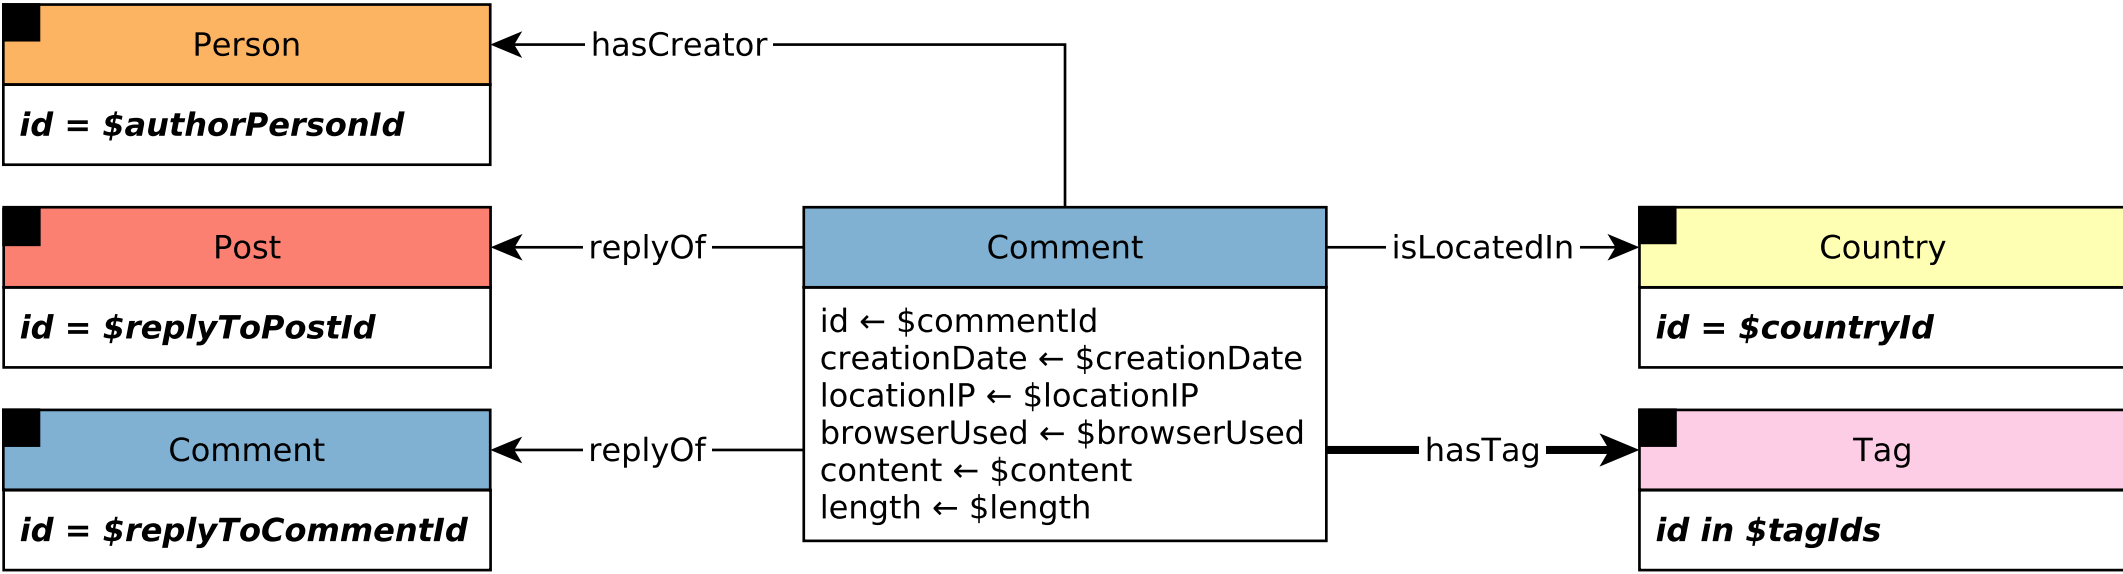 Person
id = $authorPersonId
hasCreator
Post
id = $replyToPostId
replyOf
Comment
id = $replyToCommentId
replyOf
Comment
id ← $commentId
creationDate ← $creationDate
locationIP ← $locationIP
browserUsed ← $browserUsed
content ← $content
length ← $length
isLocatedIn
Country
id = $countryId
hasTag
Tag
id in $tagIds